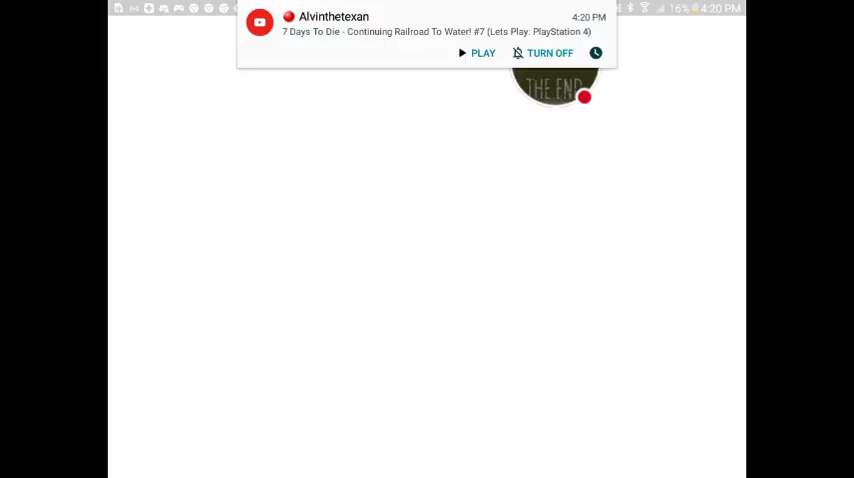 16% 4:20 PM
Alvinthetexan 4:20 PM
7 Days To Die - Continuing Railroad To Water! #7 (Lets Play: PlayStation 4)
PLAY TURN OFF
THE END